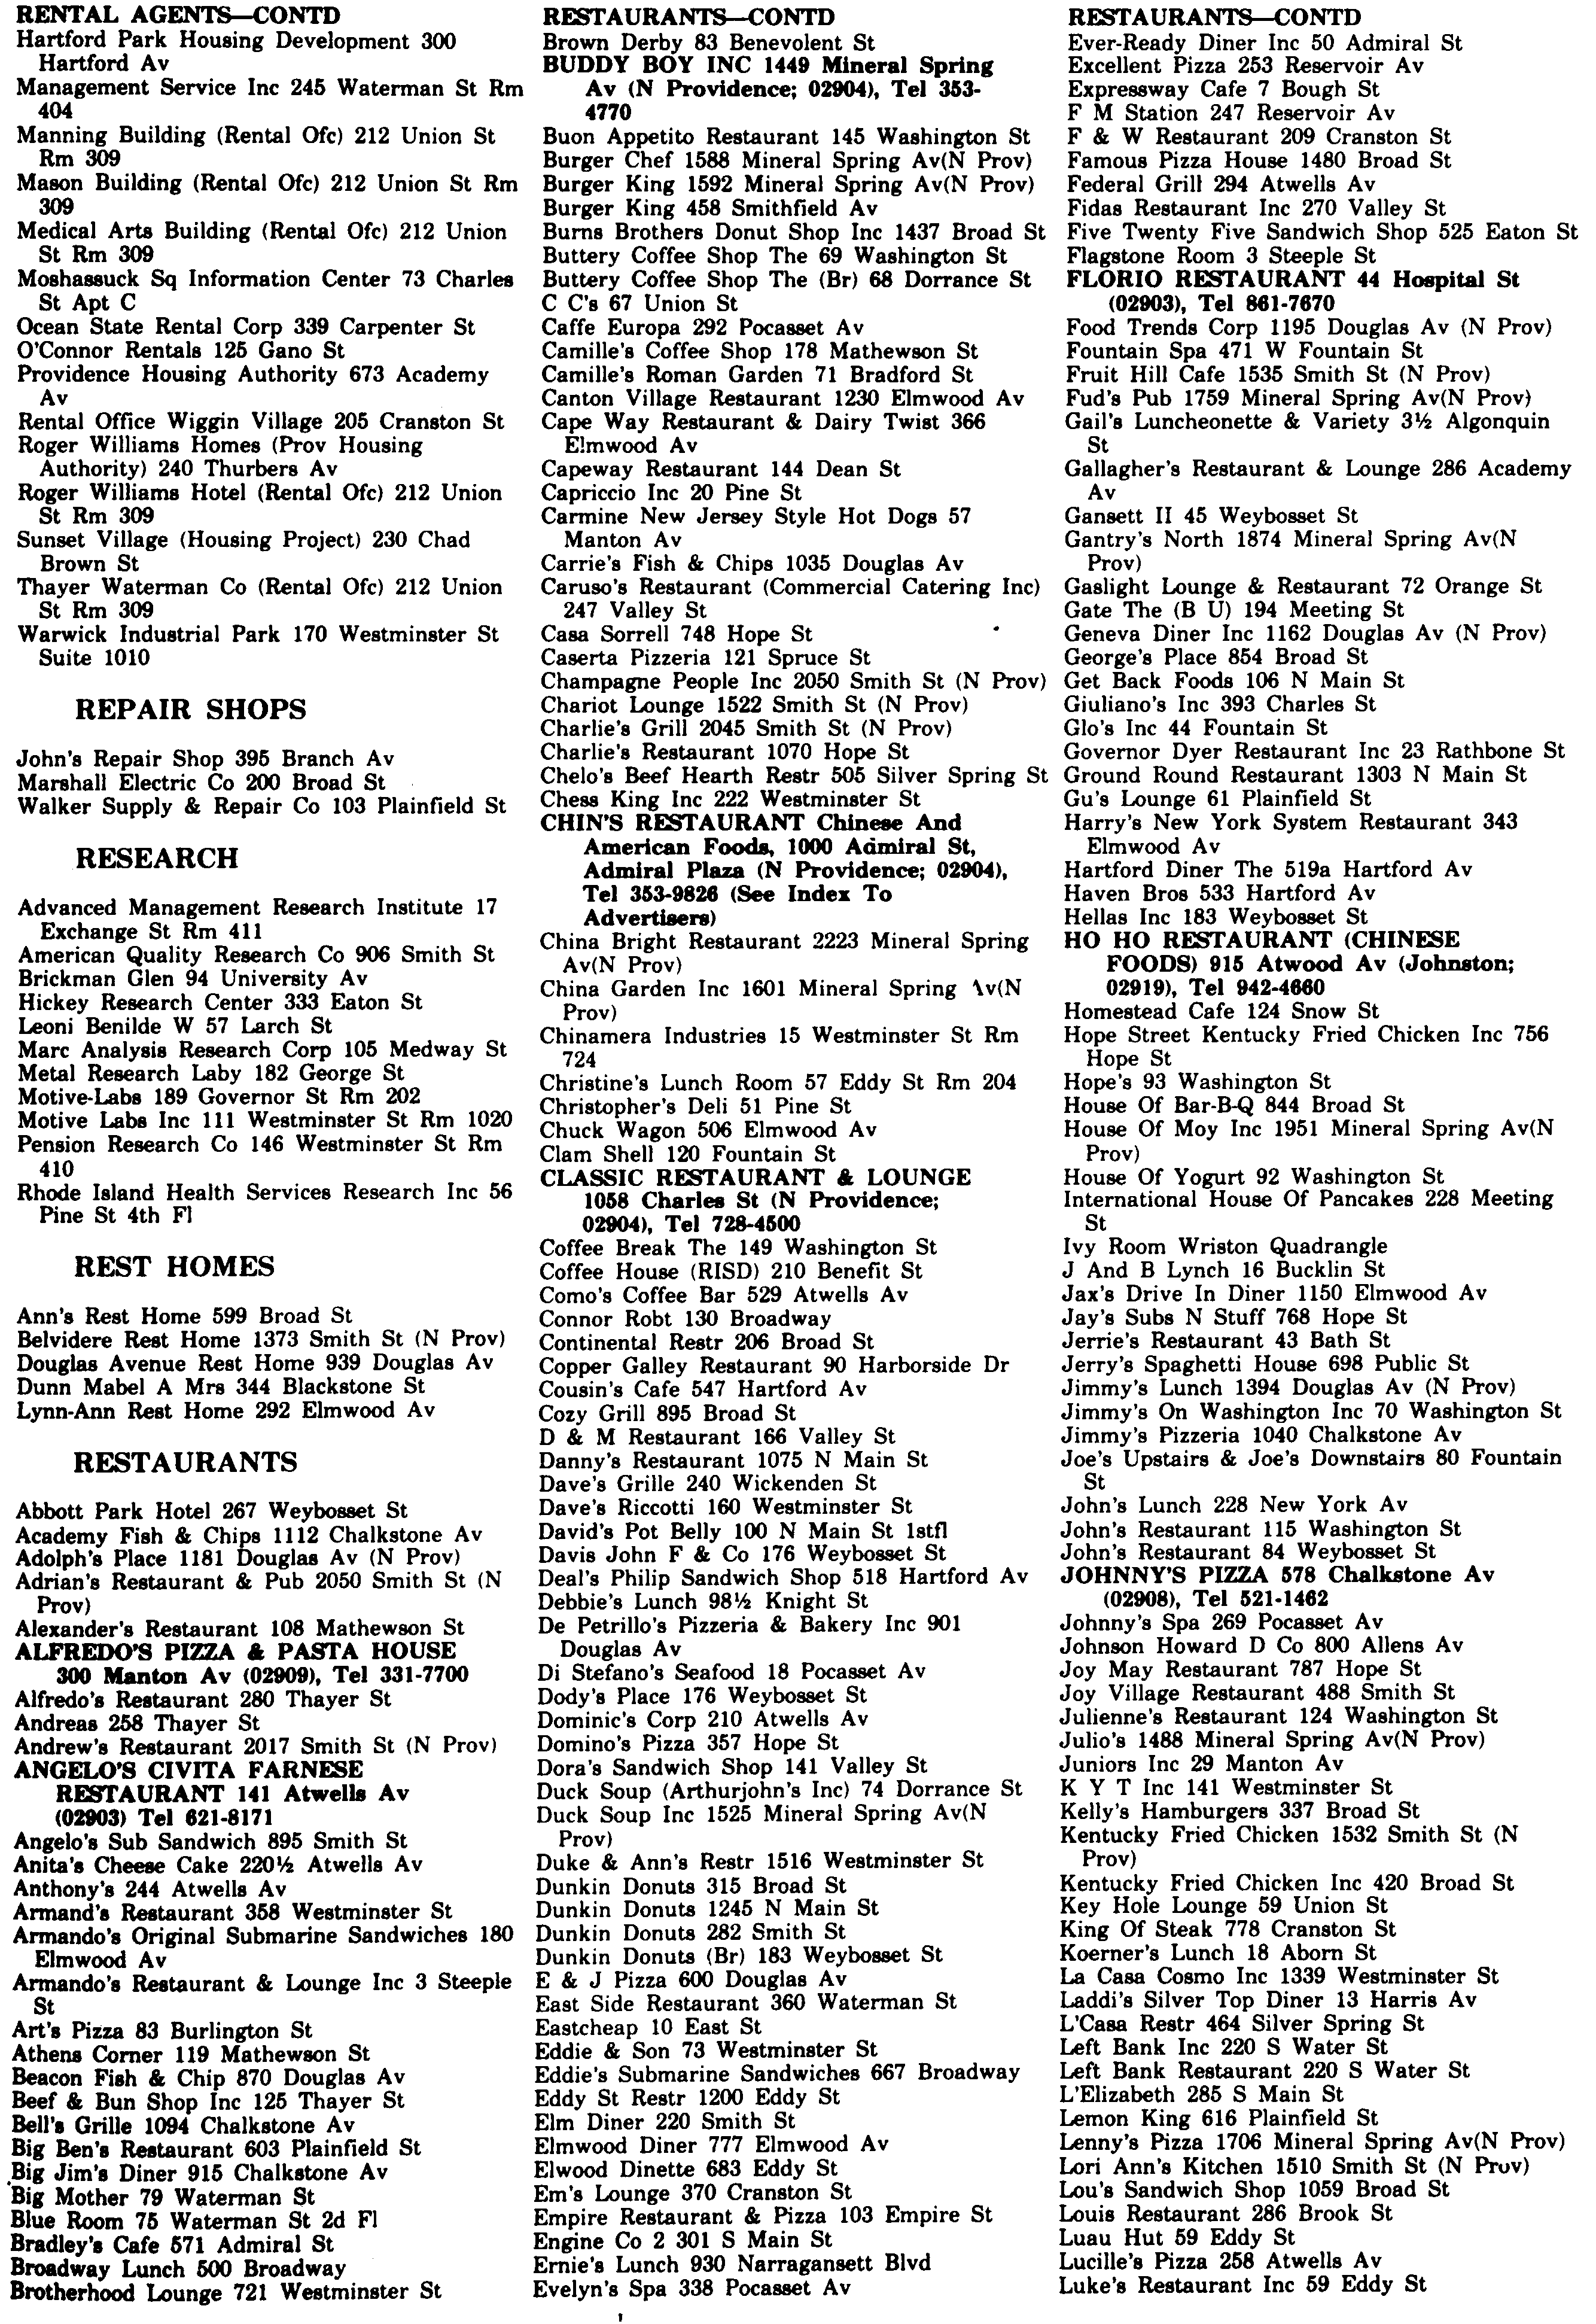 RENTAL AGENTS—CONTD
Hartford Park Housing Development 300
Hartford Av
Management Service Inc 245 Waterman St Rm
404
Manning Building (Rental Ofc) 212 Union St
Rm 309
Mason Building (Rental Ofc) 212 Union St Rm
309
Medical Arts Building (Rental Ofc) 212 Union
St Rm 309
Moshassuck Sq Information Center 73 Charles
St Apt C
Ocean State Rental Corp 339 Carpenter St
O'Connor Rentals 125 Gano St
Providence Housing Authority 673 Academy
Av
Rental Office Wiggin Village 205 Cranston St
Roger Williams Homes (Prov Housing
Authority) 240 Thurbers Av
Roger Williams Hotel (Rental Ofc) 212 Union
St Rm 309
Sunset Village (Housing Project) 230 Chad
Brown St
Thayer Waterman Co (Rental Ofc) 212 Union
St Rm 309
Warwick Industrial Park 170 Westminster St
Suite 1010
REPAIR SHOPS
John's Repair Shop 395 Branch Av
Marshall Electric Co 200 Broad St
Walker Supply & Repair Co 103 Plainfield St
RESEARCH
Advanced Management Research Institute 17
Exchange St Rm 411
American Quality Research Co 906 Smith St
Brickman Glen 94 University Av
Hickey Research Center 333 Eaton St
Leoni Benilde W 57 Larch St
Marc Analysis Research Corp 105 Medway St
Metal Research Laby 182 George St
Motive-Labs 189 Governor St Rm 202
Motive Labs Inc 111 Westminster St Rm 1020
Pension Research Co 146 Westminster St Rm
410
Rhode Island Health Services Research Inc 56
Pine St 4th Fl
REST HOMES
Ann's Rest Home 599 Broad St
Belvidere Rest Home 1373 Smith St (N Prov)
Douglas Avenue Rest Home 939 Douglas Av
Dunn Mabel A Mrs 344 Blackstone St
Lynn-Ann Rest Home 292 Elmwood Av
RESTAURANTS
Abbott Park Hotel 267 Weybosset St
Academy Fish & Chips 1112 Chalkstone Av
Adolph's Place 1181 Douglas Av (N Prov)
Adrian's Restaurant & Pub 2050 Smith St (N
Prov)
Alexander's Restaurant 108 Mathewson St
ALFREDO'S PIZZA & PASTA HOUSE
300 Manton Av (02909), Tel 331-7700
Alfredo's Restaurant 280 Thayer St
Andreas 258 Thayer St
Andrew's Restaurant 2017 Smith St (N Prov)
ANGELO'S CIVITA FARNESE
RESTAURANT 141 Atwells Av
(02903) Tel 621-8171
Angelo's Sub Sandwich 895 Smith St
Anita's Cheese Cake 220½ Atwells Av
Anthony's 244 Atwells Av
Armand's Restaurant 358 Westminster St
Armando's Original Submarine Sandwiches 180
Elmwood Av
Armando's Restaurant & Lounge Inc 3 Steeple
St
Art's Pizza 83 Burlington St
Athens Corner 119 Mathewson St
Beacon Fish & Chip 870 Douglas Av
Beef & Bun Shop Inc 125 Thayer St
Bell's Grille 1094 Chalkstone Av
Big Ben's Restaurant 603 Plainfield St
Big Jim's Diner 915 Chalkstone Av
Big Mother 79 Waterman St
Blue Room 75 Waterman St 2d Fl
Bradley's Cafe 571 Admiral St
Broadway Lunch 500 Broadway
Brotherhood Lounge 721 Westminster St
RESTAURANTS—CONTD
Brown Derby 83 Benevolent St
BUDDY BOY INC 1449 Mineral Spring
Av (N Providence; 02904), Tel 353-
4770
Buon Appetito Restaurant 145 Washington St
Burger Chef 1588 Mineral Spring Av(N Prov)
Burger King 1592 Mineral Spring Av(N Prov)
Burger King 458 Smithfield Av
Burns Brothers Donut Shop Inc 1437 Broad St
Buttery Coffee Shop The 69 Washington St
Buttery Coffee Shop The (Br) 68 Dorrance St
C C's 67 Union St
Caffe Europa 292 Pocasset Av
Camille's Coffee Shop 178 Mathewson St
Camille's Roman Garden 71 Bradford St
Canton Village Restaurant 1230 Elmwood Av
Cape Way Restaurant & Dairy Twist 366
Elmwood Av
Capeway Restaurant 144 Dean St
Capriccio Inc 20 Pine St
Carmine New Jersey Style Hot Dogs 57
Manton Av
Carrie's Fish & Chips 1035 Douglas Av
Caruso's Restaurant (Commercial Catering Inc)
247 Valley St
Casa Sorrell 748 Hope St
Caserta Pizzeria 121 Spruce St
Champagne People Inc 2050 Smith St (N Prov)
Chariot Lounge 1522 Smith St (N Prov)
Charlie's Grill 2045 Smith St (N Prov)
Charlie's Restaurant 1070 Hope St
Chelo's Beef Hearth Restr 505 Silver Spring St
Chess King Inc 222 Westminster St
CHIN'S RESTAURANT Chinese And
American Foods, 1000 Admiral St,
Admiral Plaza (N Providence; 02904),
Tel 353-9826 (See Index To
Advertisers)
China Bright Restaurant 2223 Mineral Spring
Av(N Prov)
China Garden Inc 1601 Mineral Spring Av(N
Prov)
Chinamera Industries 15 Westminster St Rm
724
Christine's Lunch Room 57 Eddy St Rm 204
Christopher's Deli 51 Pine St
Chuck Wagon 506 Elmwood Av
Clam Shell 120 Fountain St
CLASSIC RESTAURANT & LOUNGE
1058 Charles St (N Providence;
02904), Tel 728-4500
Coffee Break The 149 Washington St
Coffee House (RISD) 210 Benefit St
Como's Coffee Bar 529 Atwells Av
Connor Robt 130 Broadway
Continental Restr 206 Broad St
Copper Galley Restaurant 90 Harborside Dr
Cousin's Cafe 547 Hartford Av
Cozy Grill 895 Broad St
D & M Restaurant 166 Valley St
Danny's Restaurant 1075 N Main St
Dave's Grille 240 Wickenden St
Dave's Riccotti 160 Westminster St
David's Pot Belly 100 N Main St 1stfl
Davis John F & Co 176 Weybosset St
Deal's Philip Sandwich Shop 518 Hartford Av
Debbie's Lunch 98½ Knight St
De Petrillo's Pizzeria & Bakery Inc 901
Douglas Av
Di Stefano's Seafood 18 Pocasset Av
Dody's Place 176 Weybosset St
Dominic's Corp 210 Atwells Av
Domino's Pizza 357 Hope St
Dora's Sandwich Shop 141 Valley St
Duck Soup (Arthurjohn's Inc) 74 Dorrance St
Duck Soup Inc 1525 Mineral Spring Av(N
Prov)
Duke & Ann's Restr 1516 Westminster St
Dunkin Donuts 315 Broad St
Dunkin Donuts 1245 N Main St
Dunkin Donuts 282 Smith St
Dunkin Donuts (Br) 183 Weybosset St
E & J Pizza 600 Douglas Av
East Side Restaurant 360 Waterman St
Eastcheap 10 East St
Eddie & Son 73 Westminster St
Eddie's Submarine Sandwiches 667 Broadway
Eddy St Restr 1200 Eddy St
Elm Diner 220 Smith St
Elmwood Diner 777 Elmwood Av
Elwood Dinette 683 Eddy St
Em's Lounge 370 Cranston St
Empire Restaurant & Pizza 103 Empire St
Engine Co 2 301 S Main St
Ernie's Lunch 930 Narragansett Blvd
Evelyn's Spa 338 Pocasset Av
RESTAURANTS—CONTD
Ever-Ready Diner Inc 50 Admiral St
Excellent Pizza 253 Reservoir Av
Expressway Cafe 7 Bough St
F M Station 247 Reservoir Av
F & W Restaurant 209 Cranston St
Famous Pizza House 1480 Broad St
Federal Grill 294 Atwells Av
Fidas Restaurant Inc 270 Valley St
Five Twenty Five Sandwich Shop 525 Eaton St
Flagstone Room 3 Steeple St
FLORIO RESTAURANT 44 Hospital St
(02903), Tel 861-7670
Food Trends Corp 1195 Douglas Av (N Prov)
Fountain Spa 471 W Fountain St
Fruit Hill Cafe 1535 Smith St (N Prov)
Fud's Pub 1759 Mineral Spring Av(N Prov)
Gail's Luncheonette & Variety 3½ Algonquin
St
Gallagher's Restaurant & Lounge 286 Academy
Av
Gansett II 45 Weybosset St
Gantry's North 1874 Mineral Spring Av(N
Prov)
Gaslight Lounge & Restaurant 72 Orange St
Gate The (B U) 194 Meeting St
Geneva Diner Inc 1162 Douglas Av (N Prov)
George's Place 854 Broad St
Get Back Foods 106 N Main St
Giuliano's Inc 393 Charles St
Glo's Inc 44 Fountain St
Governor Dyer Restaurant Inc 23 Rathbone St
Ground Round Restaurant 1303 N Main St
Gu's Lounge 61 Plainfield St
Harry's New York System Restaurant 343
Elmwood Av
Hartford Diner The 519a Hartford Av
Haven Bros 533 Hartford Av
Hellas Inc 183 Weybosset St
HO HO RESTAURANT (CHINESE
FOODS) 915 Atwood Av (Johnston;
02919), Tel 942-4660
Homestead Cafe 124 Snow St
Hope Street Kentucky Fried Chicken Inc 756
Hope St
Hope's 93 Washington St
House Of Bar-B-Q 844 Broad St
House Of Moy Inc 1951 Mineral Spring Av(N
Prov)
House Of Yogurt 92 Washington St
International House Of Pancakes 228 Meeting
St
Ivy Room Wriston Quadrangle
J And B Lynch 16 Bucklin St
Jax's Drive In Diner 1150 Elmwood Av
Jay's Subs N Stuff 768 Hope St
Jerrie's Restaurant 43 Bath St
Jerry's Spaghetti House 698 Public St
Jimmy's Lunch 1394 Douglas Av (N Prov)
Jimmy's On Washington Inc 70 Washington St
Jimmy's Pizzeria 1040 Chalkstone Av
Joe's Upstairs & Joe's Downstairs 80 Fountain
St
John's Lunch 228 New York Av
John's Restaurant 115 Washington St
John's Restaurant 84 Weybosset St
JOHNNY'S PIZZA 578 Chalkstone Av
(02908), Tel 521-1462
Johnny's Spa 269 Pocasset Av
Johnson Howard D Co 800 Allens Av
Joy May Restaurant 787 Hope St
Joy Village Restaurant 488 Smith St
Julienne's Restaurant 124 Washington St
Julio's 1488 Mineral Spring Av(N Prov)
Juniors Inc 29 Manton Av
K Y T Inc 141 Westminster St
Kelly's Hamburgers 337 Broad St
Kentucky Fried Chicken 1532 Smith St (N
Prov)
Kentucky Fried Chicken Inc 420 Broad St
Key Hole Lounge 59 Union St
King Of Steak 778 Cranston St
Koerner's Lunch 18 Aborn St
La Casa Cosmo Inc 1339 Westminster St
Laddi's Silver Top Diner 13 Harris Av
L'Casa Restr 464 Silver Spring St
Left Bank Inc 220 S Water St
Left Bank Restaurant 220 S Water St
L'Elizabeth 285 S Main St
Lemon King 616 Plainfield St
Lenny's Pizza 1706 Mineral Spring Av(N Prov)
Lori Ann's Kitchen 1510 Smith St (N Prov)
Lou's Sandwich Shop 1059 Broad St
Louis Restaurant 286 Brook St
Luau Hut 59 Eddy St
Lucille's Pizza 258 Atwells Av
Luke's Restaurant Inc 59 Eddy St